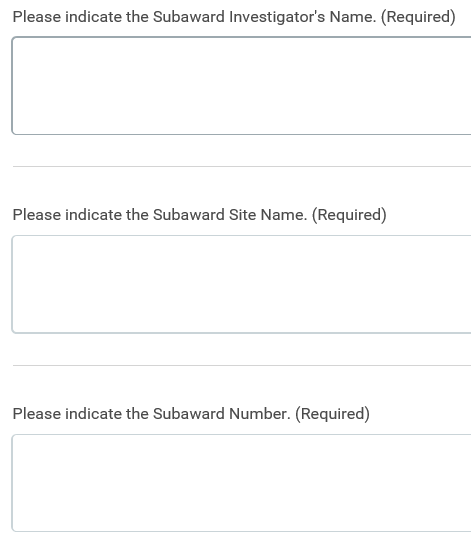 Please indicate the Subaward Investigator's Name. (Required)
Please indicate the Subaward Site Name. (Required)
Please indicate the Subaward Number. (Required)